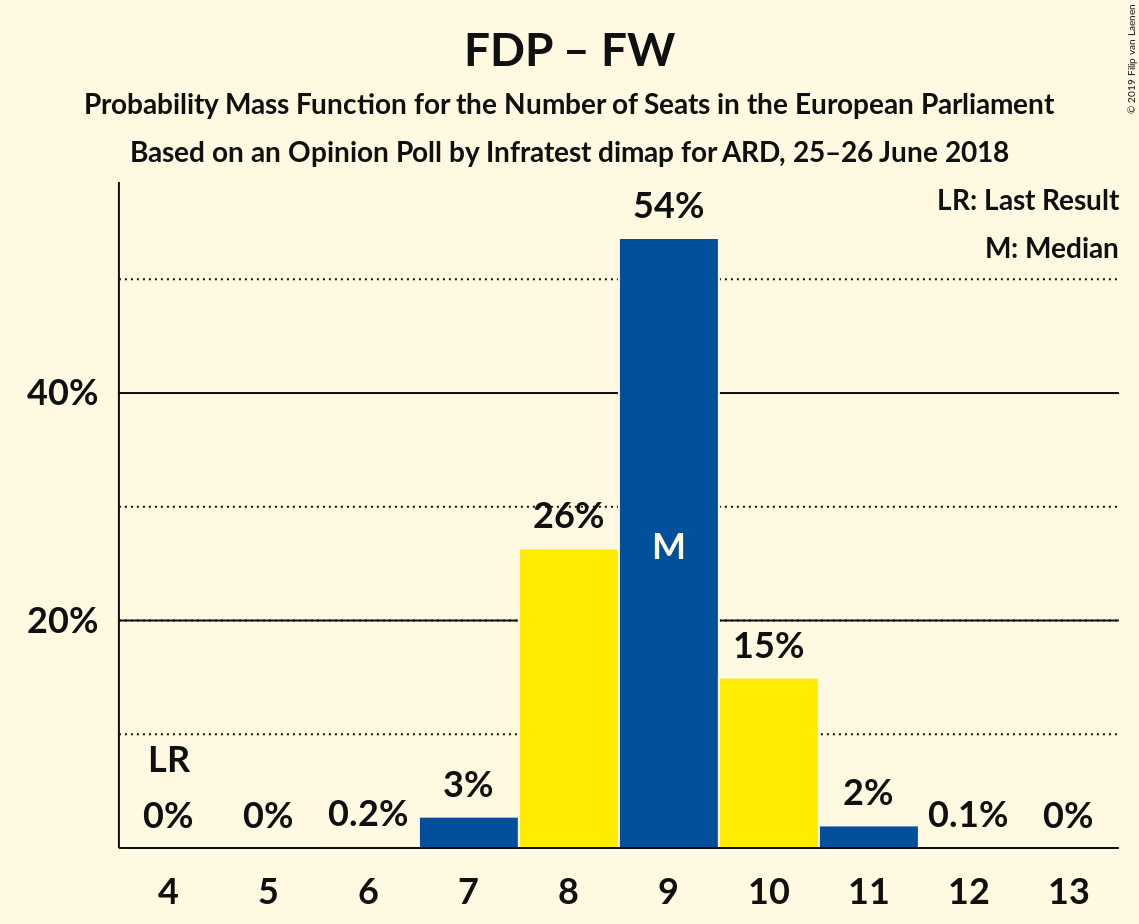 FDP – FW
Probability Mass Function for the Number of Seats in the European Parliament
Based on an Opinion Poll by Infratest dimap for ARD, 25–26 June 2018
© 2019 Filip van Laenen
LR: Last Result
M: Median
54%
40%
26%
M
20%
15%
LR
3%
2%
0%
0%
0.2%
0.1%
0%
4 5 6 7 8 9 10 11 12 13